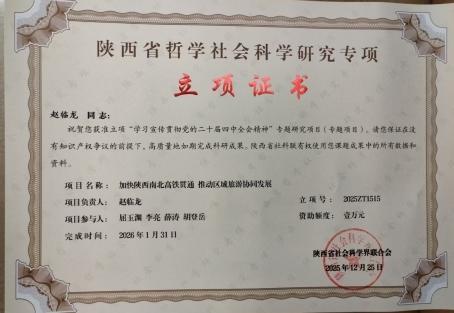 陕西省哲学社会科学研究专项
立项证书
赵临龙 同志：
祝贺您获准立项“学习宣传贯彻党的二十届四中全会精神”专题研究项目（专题项目）。请您保证在没
有知识产权争议的前提下，高质量地如期完成科研成果。陕西省社科联有权使用您课题成果中的所有数据和
资料。
项目名称： 加快陕西南北高铁贯通 推动区域旅游协同发展
项目负责人： 赵临龙 立项号： 2025ZT1515
项目参与人： 屈玉渊 李亮 薛涛 胡登岳 资助额度： 壹万元
完成时间： 2026年1月31日
陕西省社会科学界联合会
2025年12月25日